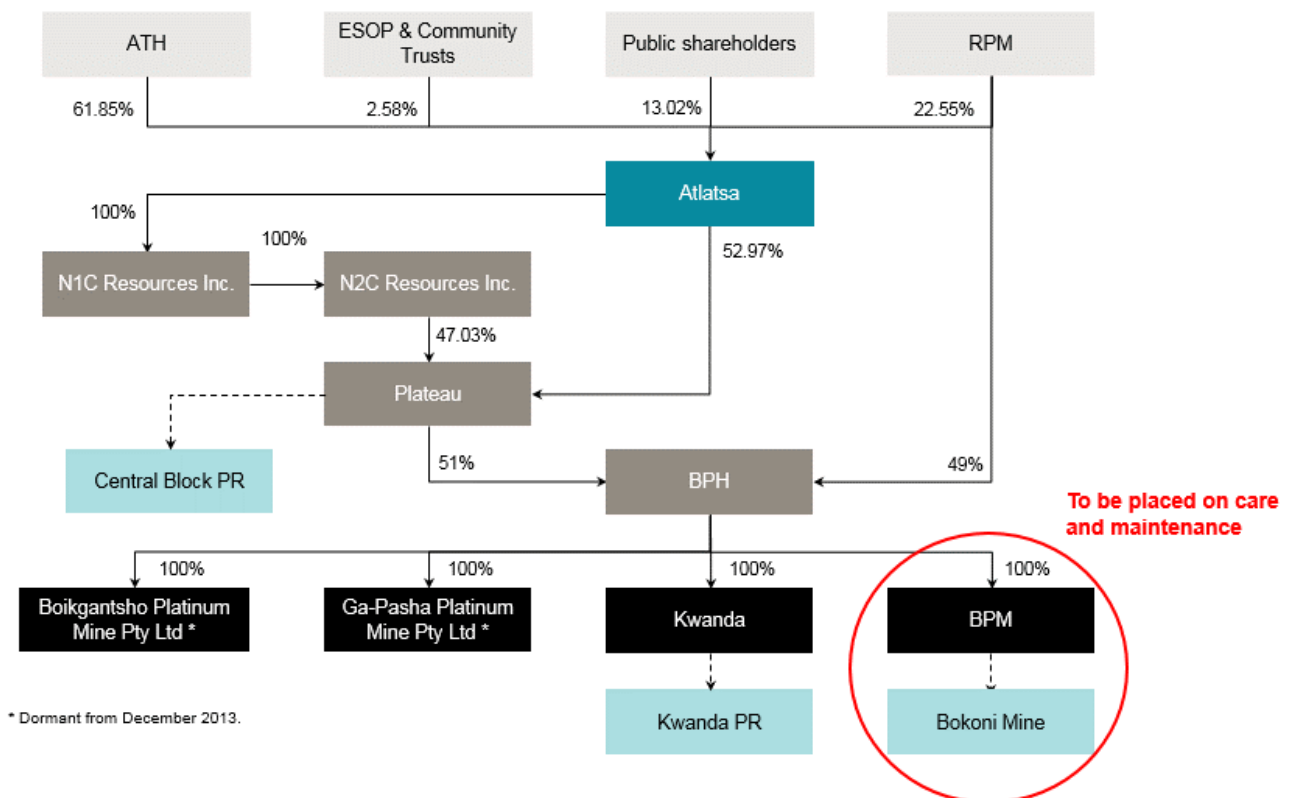 ATH
ESOP & Community
Trusts
Public shareholders
RPM
61.85%
2.58%
13.02%
22.55%
Atlatsa
100%
100%
52.97%
N1C Resources Inc.
N2C Resources Inc.
47.03%
Plateau
Central Block PR
51%
BPH
49%
To be placed on care
and maintenance
100%
100%
100%
100%
Boikgantsho Platinum
Mine Pty Ltd *
Ga-Pasha Platinum
Mine Pty Ltd *
Kwanda
BPM
* Dormant from December 2013.
Kwanda PR
Bokoni Mine